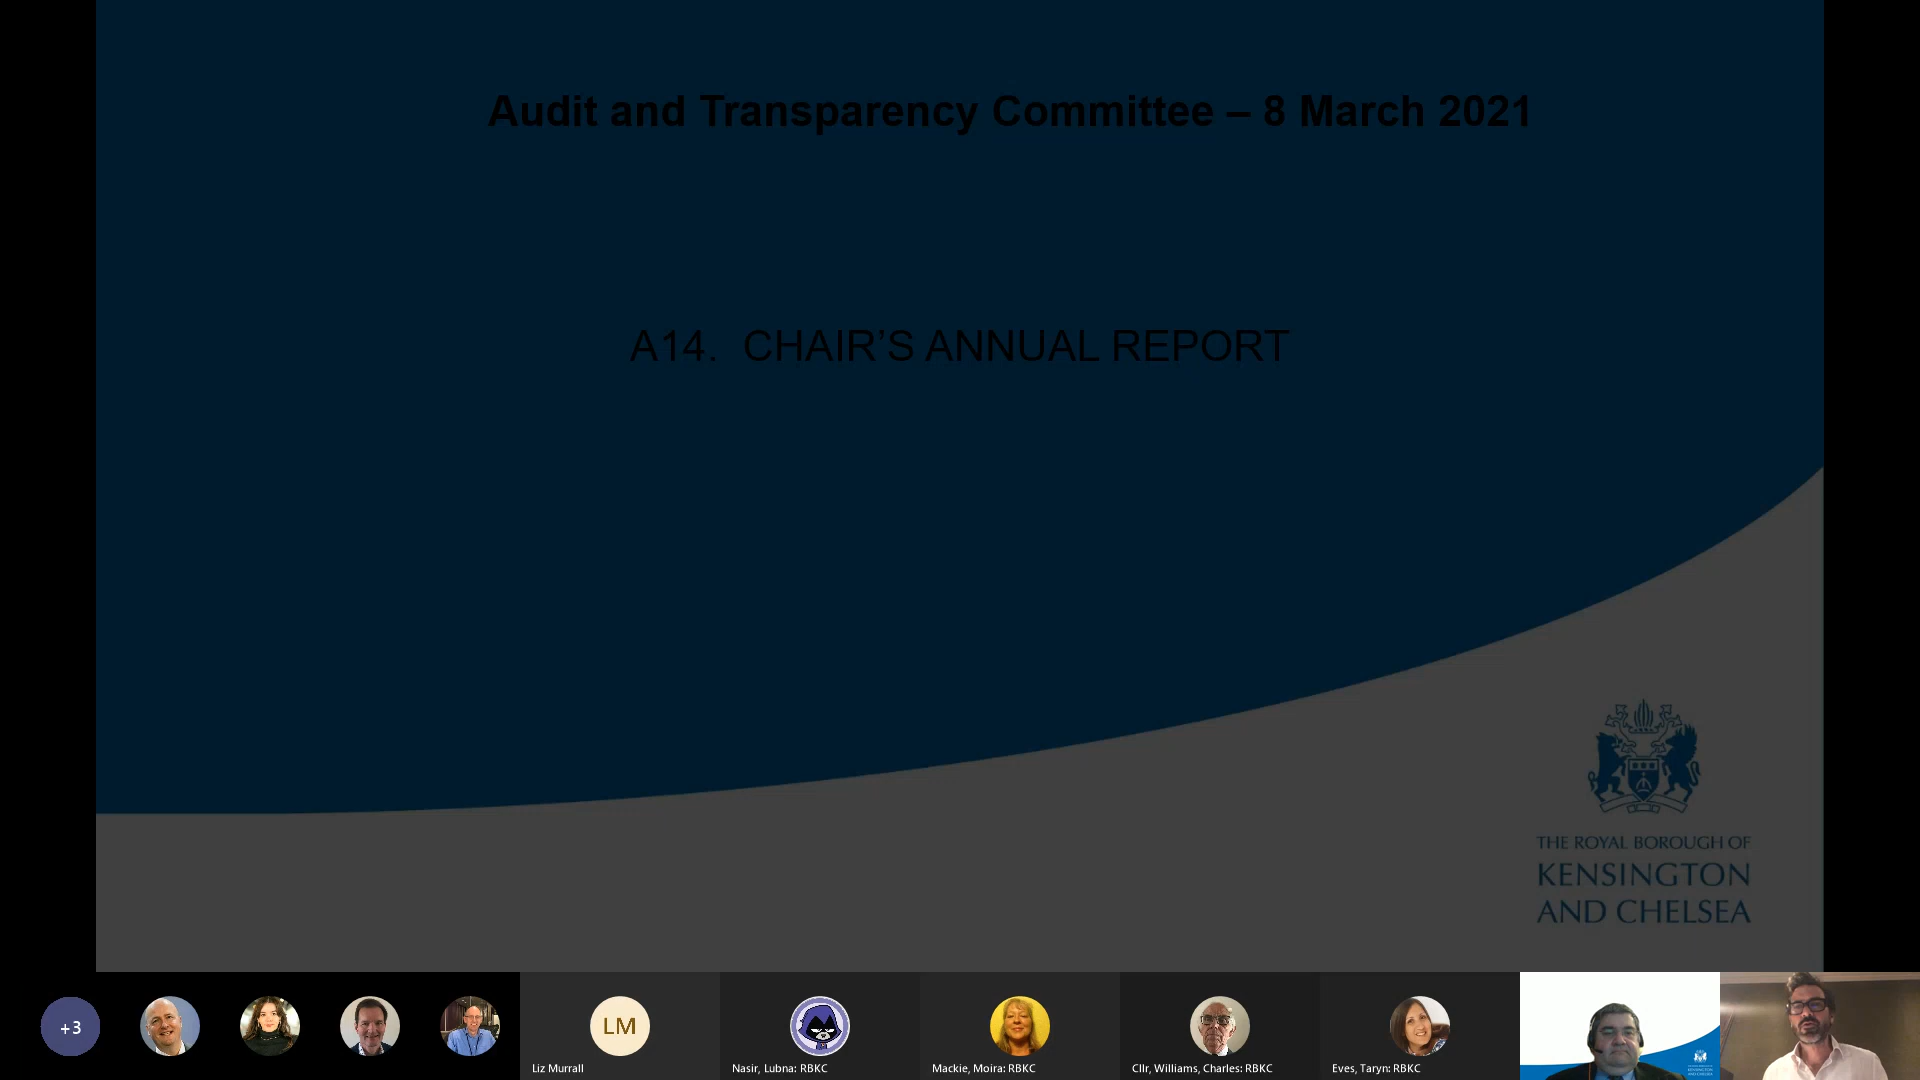 Audit and Transparency Committee – 8 March 2021
A14. CHAIR’S ANNUAL REPORT
THE ROYAL BOROUGH OF
KENSINGTON
AND CHELSEA
+3
LM
Liz Murrall
Nasir, Lubna: RBKC
Mackie, Moira: RBKC
Cllr, Williams, Charles: RBKC
Eves, Taryn: RBKC